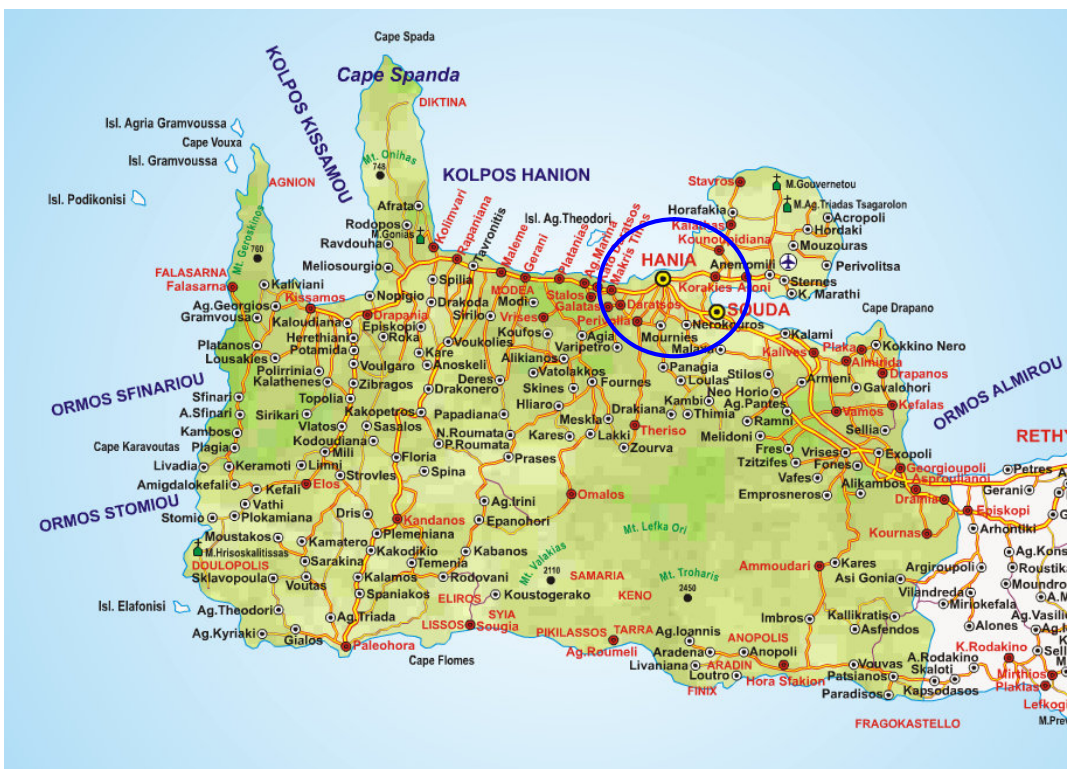 Cape Spada
Cape Spanda
KOLPOS KISSAMOU
DIKTINA
Isl. Agria Gramvoussa
Cape Vouxa
Isl. Gramvoussa
Mt. Onihas
748
KOLPOS HANION
Stavros
M.Gouvernetou
AGNION
Isl. Podikonisi
M.Ag.Triadas Tsagarolon
Afrata
Isl. Ag.Theodori
Horafakia
Acropoli
Rodopos
M.Gonias
Kolimvari
Rapaniana
Tavronitis
Maleme
Gerani
Platanias
Ag.Marina
Kato Daratsos
Makris Tihos
Kalathas
Hordaki
Mt. Geroskinos
760
Ravdouha
Kounoupidiana
Mouzouras
HANIA
Anemomili
Perivolitsa
Meliosourgio
FALASARNA
Falasarna
Kaliviani
Spilia
MODEA
Korakies
Aroni
Sternes
K. Marathi
Kissamos
Nopigio
Drakoda
Modi
Stalos
Galatas
Daratsos
SOUDA
Cape Drapano
Ag.Georgios
Gramvousa
Drapania
Sirilo
Vrises
Perivolia
Nerokouros
Kaloudiana
Episkopi
Roka
Koufos
Agia
Mournies
Kalami
Herethiani
Voukolies
Platanos
Potamida
Kare
Alikianos
Varipetro
Malaxa
Kalives
Plaka
Kokkino Nero
Lousakies
Voulgaro
Anoskeli
Almirida
Polirrinia
Vatolakkos
Panagia
Stilos
Armeni
Drapanos
Kalathenes
Zibragos
Drakonero
Deres
Skines
Fournes
Loulas
Neo Horio
Gavalohori
ORMOS SFINARIOU
Sfinari
Topolia
Hliaro
Kambi
Ag.Pantes
Kefalas
ORMOS ALMIROU
A.Sfinari
Sirikari
Kakopetros
Papadiana
Meskla
Drakiana
Thimia
Vamos
Kambos
Vlatos
Sasalos
Theriso
Ramni
Sellia
Cape Karavoutas
Plagia
Kodoudiana
N.Roumata
P.Roumata
Kares
Lakki
Melidoni
RETHY
Mili
Zourva
Fres
Vrises
Exopoli
Livadia
Keramoti
Limni
Floria
Prases
Tzitzifes
Fones
Georgioupoli
Petres
Strovles
Spina
Vafes
Asproulianoi
Amigdalokefali
Elos
Alikambos
Gerani
Kefali
Omalos
Emprosneros
Dramia
ORMOS STOMIOU
Vathi
Ag.Irini
Episkopi
Stomio
Plokamiana
Dris
Kandanos
Epanohori
Mt. Lefka Ori
Arhontiki
Moustakos
Kamatero
Plemeniana
Kournas
M.Hrisoskalitissas
Kakodikio
Kabanos
Ag.Kons
DOULOPOLIS
Sarakina
Temenia
Mt. Valakias
Ammoudari
Kares
Argiroupoli
Roustika
Sklavopoula
Voutas
Kalamos
Rodovani
2110
SAMARIA
Mt. Troharis
Asi Gonia
Moundro
Isl. Elafonisi
Spaniakos
ELIROS
Koustogerako
KENO
2450
Vilandreda
Miriokefala
Ag.Theodori
Ag.Triada
SYIA
Imbros
Kallikratis
Ag.Vasili
LISSOS
Sougia
Alones
Ag.Kyriaki
Gialos
PIKILASSOS
TARRA
Ag.Ioannis
ANOPOLIS
Asfendos
Paleohora
Ag.Roumeli
Aradena
Anopoli
K.Rodakino
Cape Flomes
Livaniana
ARADIN
Vouvas
A.Rodakino
Skaloti
Loutro
Hora Sfakion
Patsianos
Mirthios
FINIX
Paradisos
Kapsodasos
Plakias
Lefkogi
FRAGOKASTELLO
M.Prev